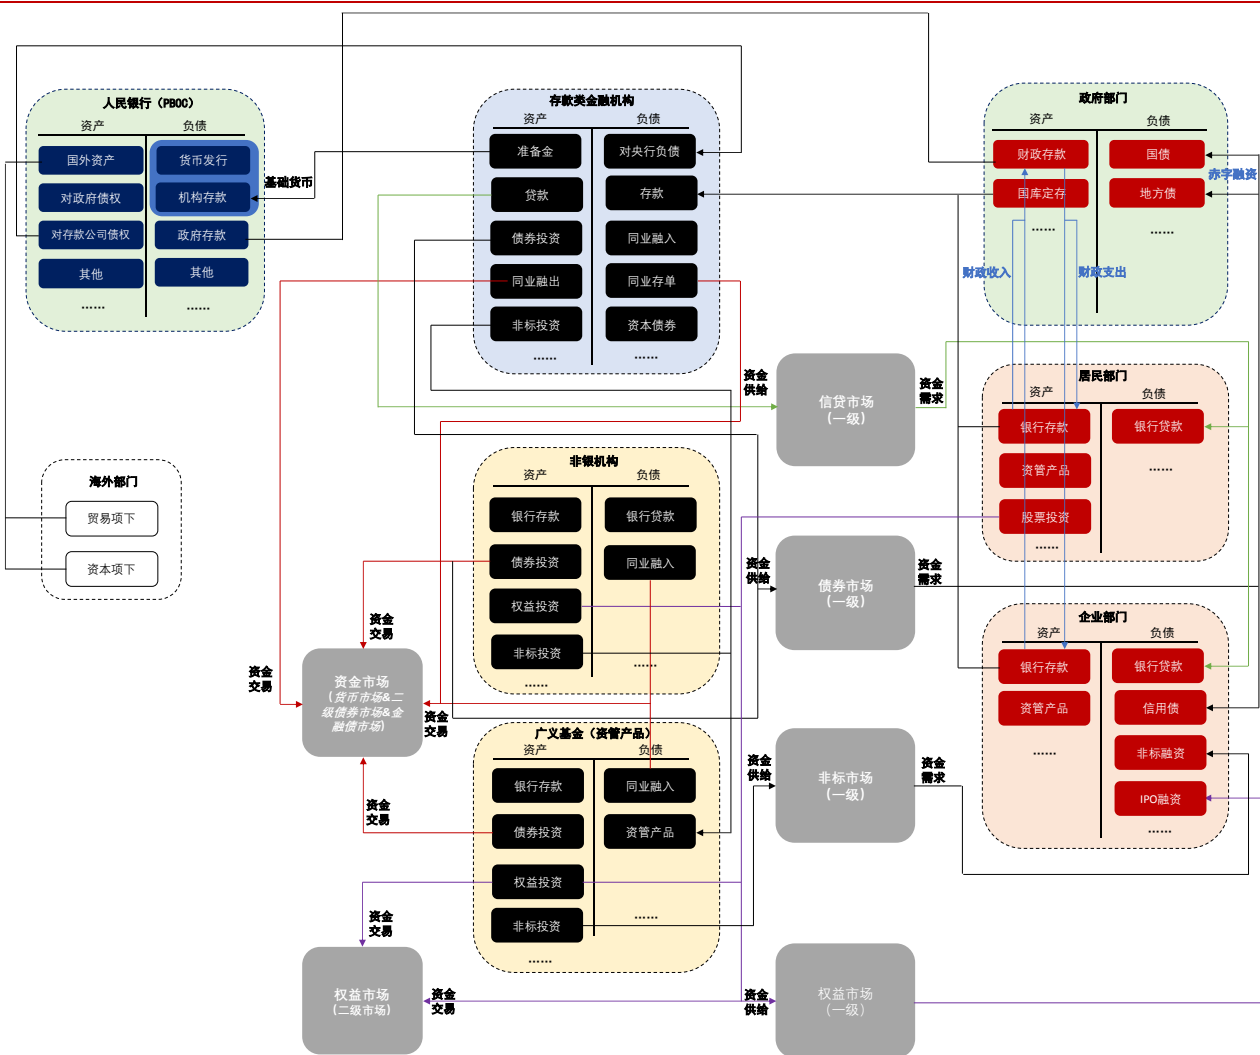 人民银行（PBOC）
资产
负债
国外资产
货币发行
对政府债权
机构存款
对存款公司债权
政府存款
其他
其他
……
……
基础货币
存款类金融机构
资产
负债
准备金
对央行负债
贷款
存款
债券投资
同业融入
同业融出
同业存单
非标投资
资本债券
……
……
政府部门
资产
负债
财政存款
国债
国库定存
地方债
……
……
赤字融资
财政收入
财政支出
资金
供给
信贷市场
（一级）
资金
需求
居民部门
资产
负债
银行存款
银行贷款
资管产品
……
股票投资
……
海外部门
贸易项下
资本项下
非银机构
资产
负债
银行存款
银行贷款
债券投资
同业融入
权益投资
非标投资
……
……
资金
供给
债券市场
（一级）
资金
需求
企业部门
资产
负债
银行存款
银行贷款
资管产品
信用债
……
非标融资
IPO融资
……
资金
交易
资金
交易
资金市场
（货币市场&二
级债券市场&金
融债市场）
资金
交易
广义基金（资管产品）
资产
负债
银行存款
同业融入
债券投资
资管产品
权益投资
非标投资
……
……
资金
交易
资金
供给
非标市场
（一级）
资金
需求
资金
交易
权益市场
（二级市场）
资金
交易
资金
供给
权益市场
（一级）